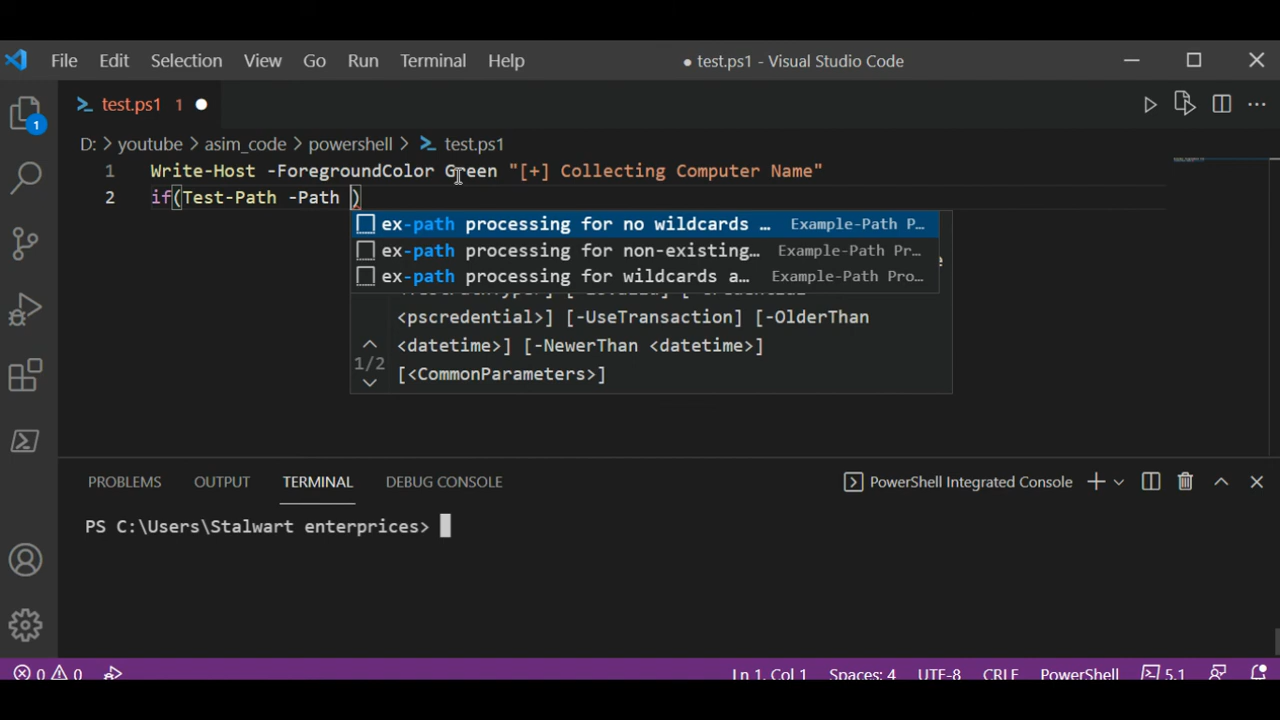 File Edit Selection View Go Run Terminal Help ● test.ps1 - Visual Studio Code
test.ps1 1
D: > youtube > asim_code > powershell > test.ps1
1 Write-Host -ForegroundColor Green "[+] Collecting Computer Name"
2 if(Test-Path -Path )
ex-path processing for no wildcards … Example-Path P…
ex-path processing for non-existing… Example-Path Pr…
ex-path processing for wildcards a… Example-Path Pro…
<pscredential>] [-UseTransaction] [-OlderThan
<datetime>] [-NewerThan <datetime>]
1/2
[<CommonParameters>]
PROBLEMS OUTPUT TERMINAL DEBUG CONSOLE PowerShell Integrated Console
PS C:\Users\Stalwart enterprices>
0 0 Ln 1, Col 1 Spaces: 4 UTF-8 CRLF PowerShell 5.1
1